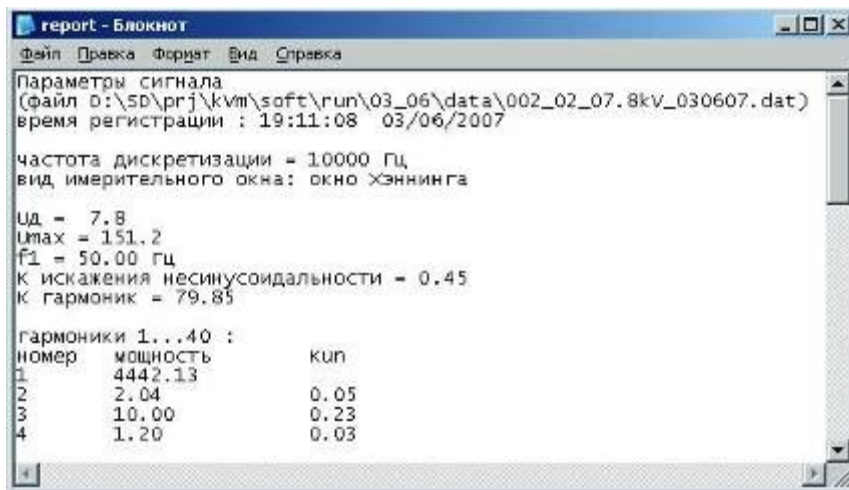 report - Блокнот
Файл Правка Формат Вид Справка
Параметры сигнала
(файл D:\SD\prj\kVm\soft\run\03_06\data\002_02_07.8kV_030607.dat)
время регистрации : 19:11:08 03/06/2007
частота дискретизации = 10000 Гц
вид имерительного окна: окно Хэннинга
Uд = 7.8
Umax = 151.2
f1 = 50.00 Гц
К искажения несинусоидальности = 0.45
К гармоник = 79.85
гармоники 1...40 :
номер мощность Kun
1 4442.13
2 2.04 0.05
3 10.00 0.23
4 1.20 0.03